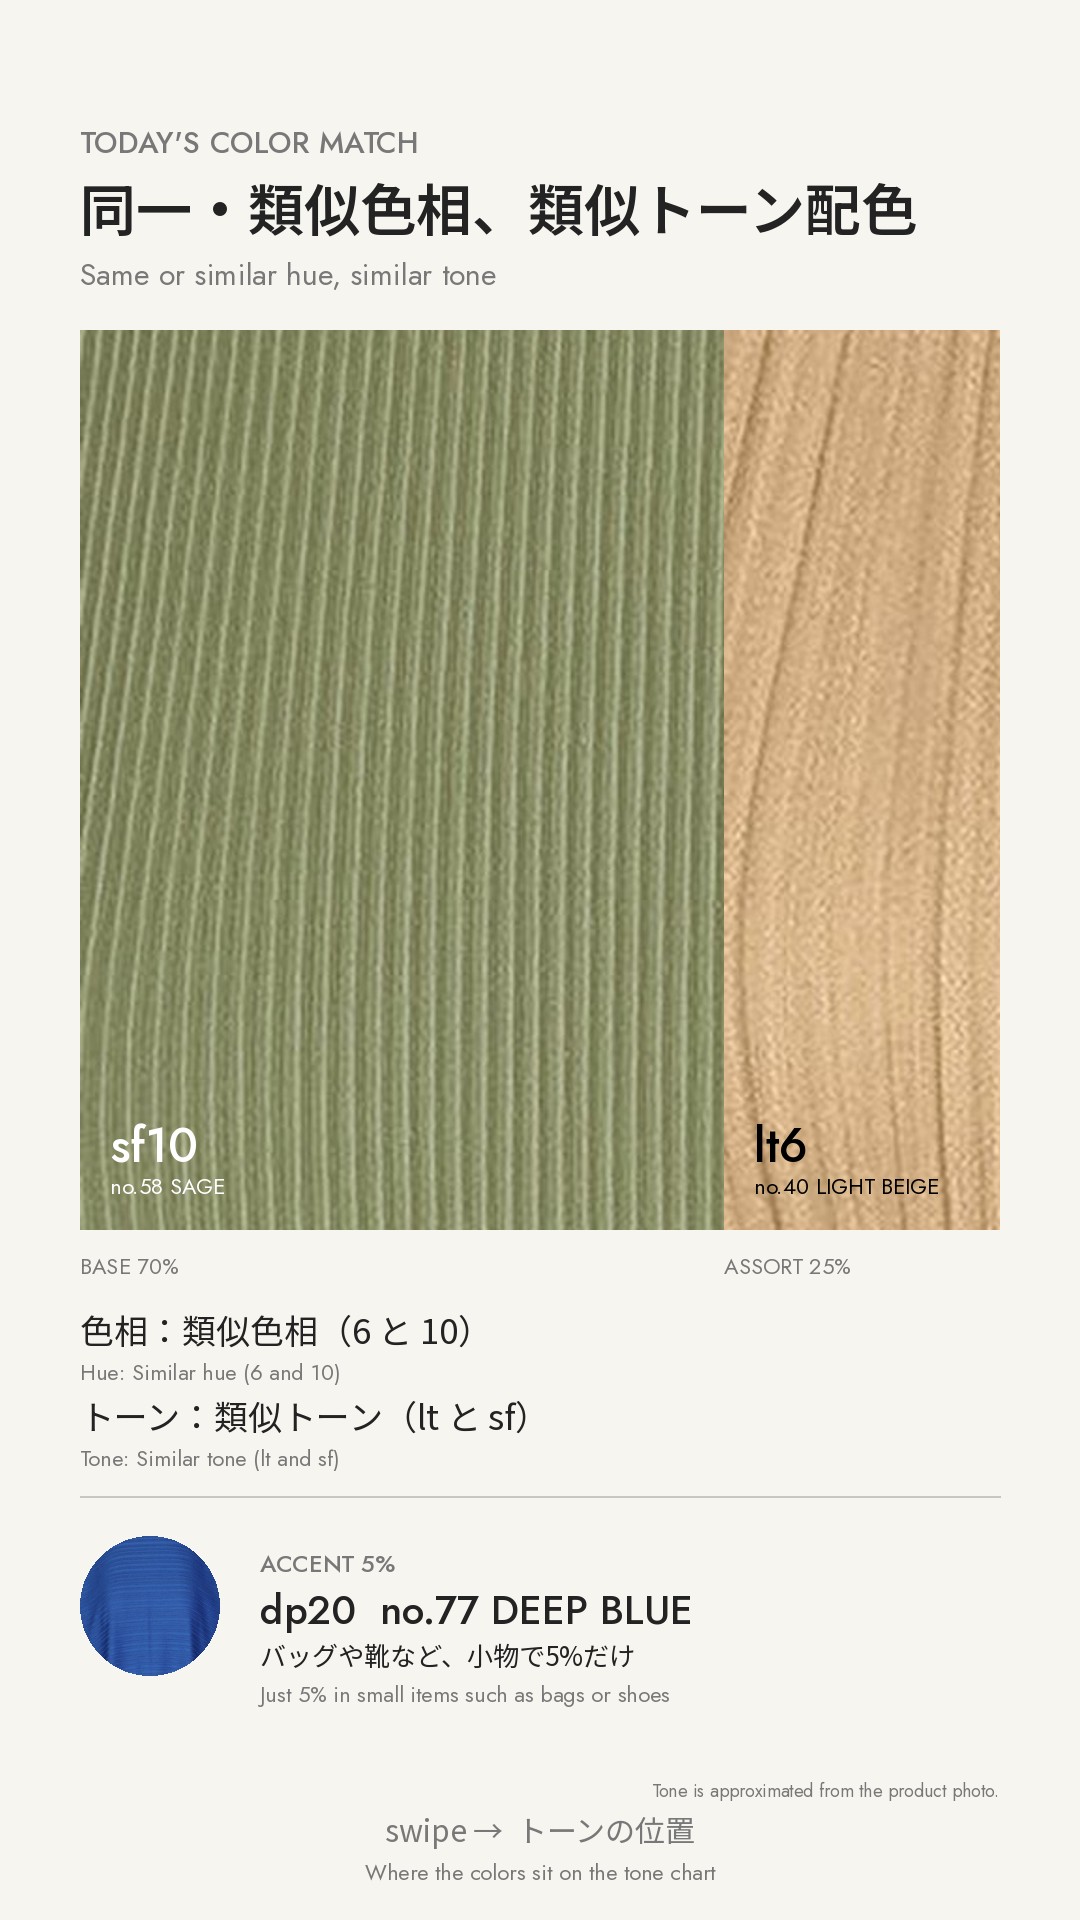 TODAY'S COLOR MATCH
同一・類似色相、類似トーン配色
Same or similar hue, similar tone
sf10
no.58 SAGE
lt6
no.40 LIGHT BEIGE
BASE 70%
ASSORT 25%
色相：類似色相（6 と 10）
Hue: Similar hue (6 and 10)
トーン：類似トーン（lt と sf）
Tone: Similar tone (lt and sf)
ACCENT 5%
dp20 no.77 DEEP BLUE
バッグや靴など、小物で5%だけ
Just 5% in small items such as bags or shoes
Tone is approximated from the product photo.
swipe → トーンの位置
Where the colors sit on the tone chart